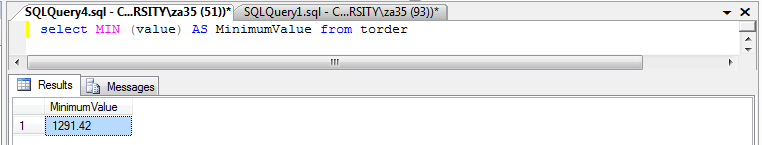 SQLQuery4.sql - C...RSITY\za35 (51))* SQLQuery1.sql - C...RSITY\za35 (93))*
select MIN (value) AS MinimumValue from torder
Results Messages
MinimumValue
1 1291.42